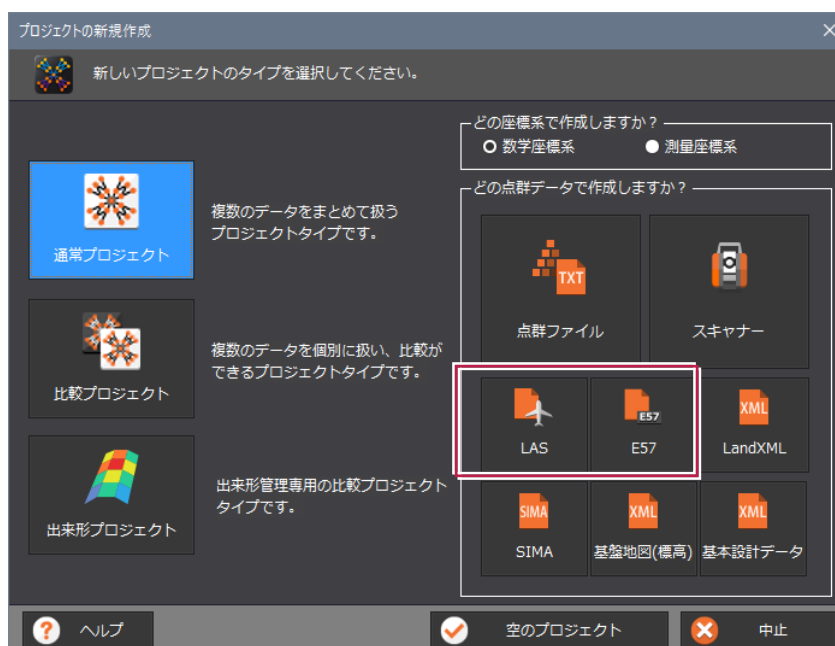 プロジェクトの新規作成
新しいプロジェクトのタイプを選択してください。
通常プロジェクト
複数のデータをまとめて扱う
プロジェクトタイプです。
比較プロジェクト
複数のデータを個別に扱い、比較が
できるプロジェクトタイプです。
出来形プロジェクト
出来形管理専用の比較プロジェクト
タイプです。
どの座標系で作成しますか？
数学座標系
測量座標系
どの点群データで作成しますか？
TXT
点群ファイル
スキャナー
LAS
E57
E57
XML
LandXML
SIMA
SIMA
XML
基盤地図(標高)
XML
基本設計データ
ヘルプ
空のプロジェクト
中止